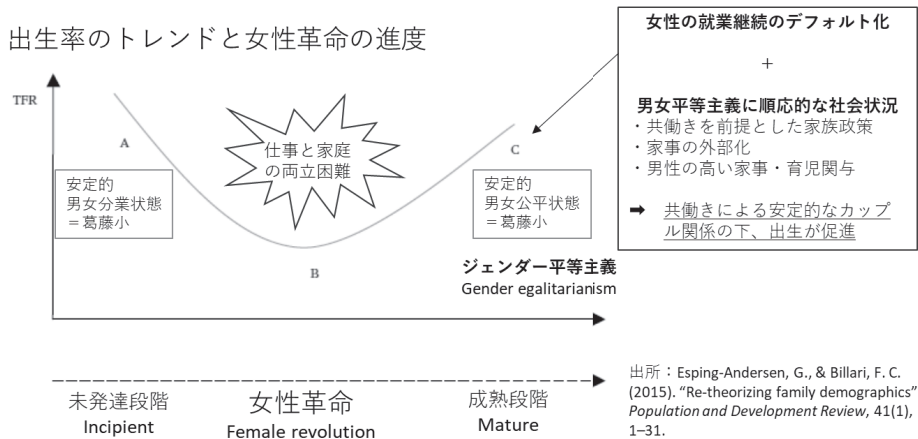 出生率のトレンドと女性革命の進度
TFR
A
安定的
男女分業状態
＝葛藤小
仕事と家庭
の両立困難
B
C
安定的
男女公平状態
＝葛藤小
ジェンダー平等主義
Gender egalitarianism
女性の就業継続のデフォルト化
+
男女平等主義に順応的な社会状況
・共働きを前提とした家族政策
・家事の外部化
・男性の高い家事・育児関与
➡ 共働きによる安定的なカップ
ル関係の下、出生が促進
未発達段階
Incipient
女性革命
Female revolution
成熟段階
Mature
出所：Esping-Andersen, G., & Billari, F. C.
(2015). “Re-theorizing family demographics”
Population and Development Review, 41(1),
1–31.